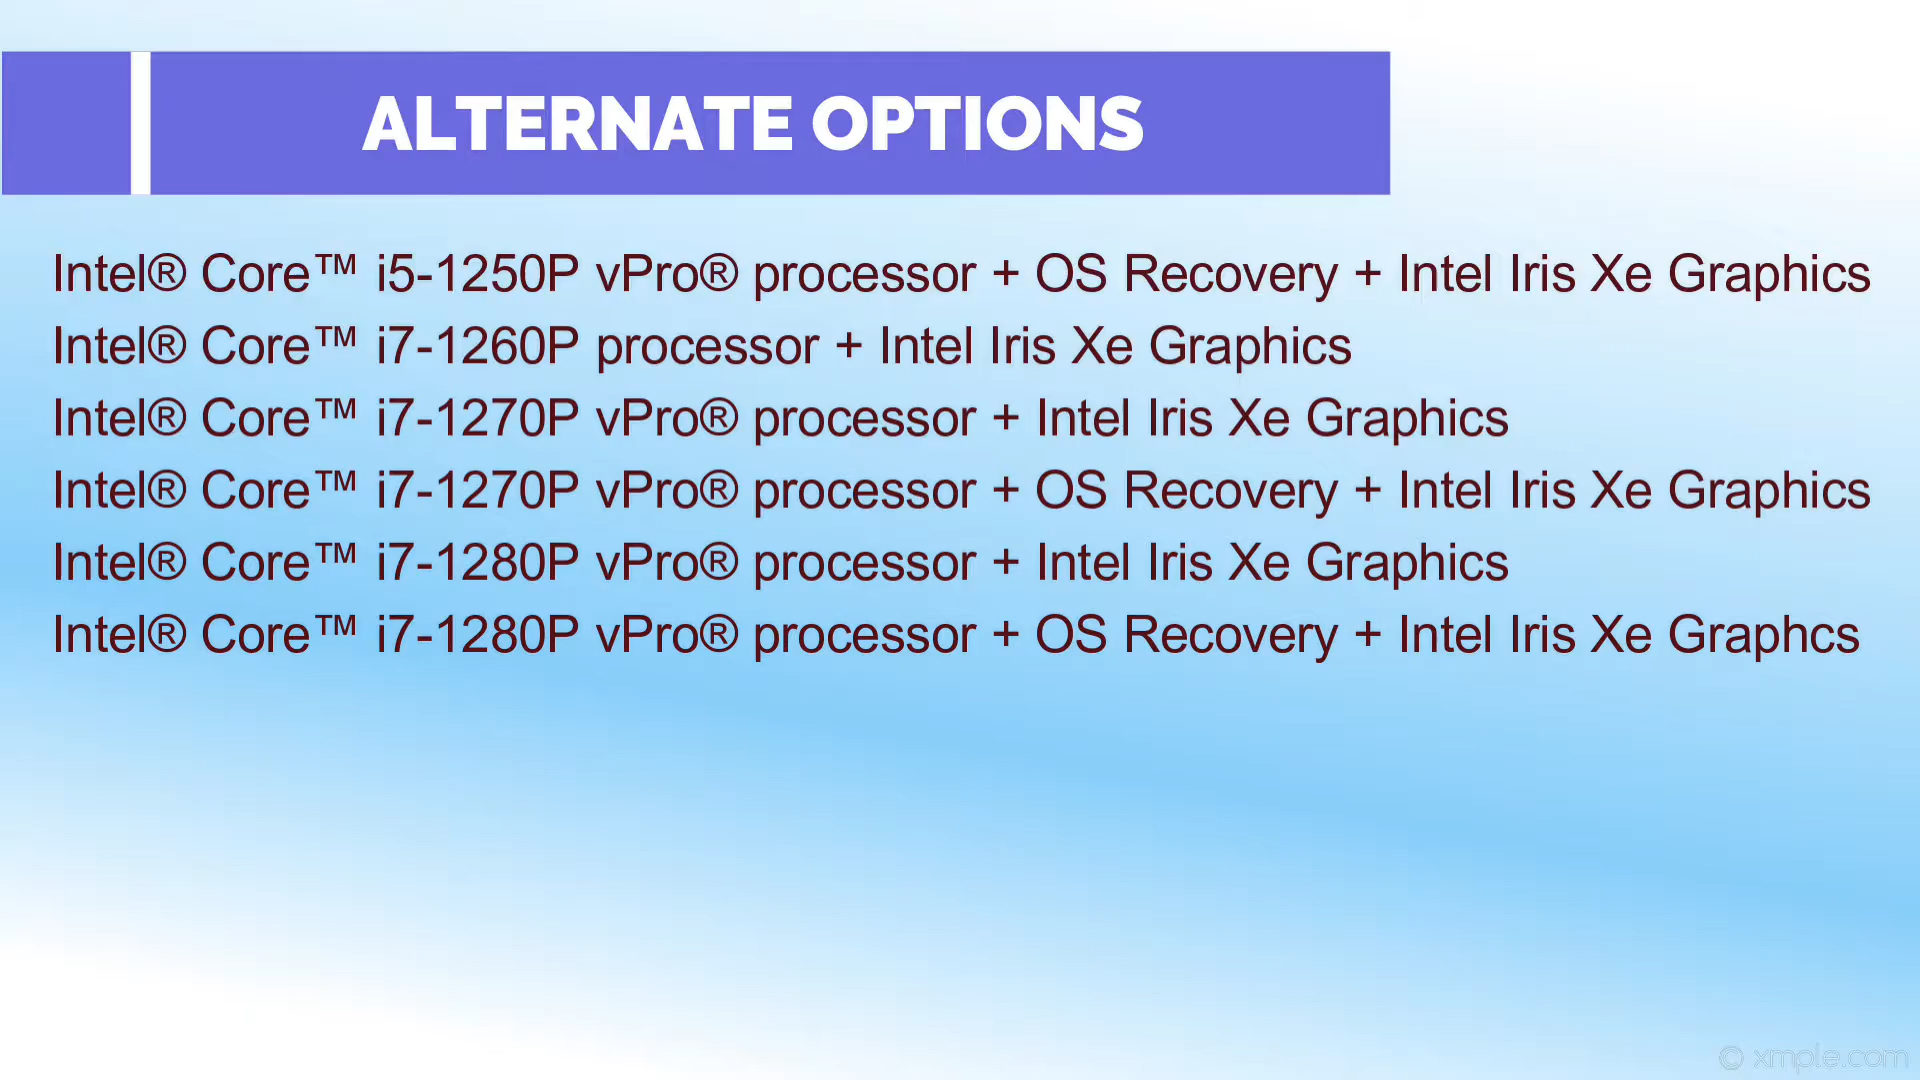 ALTERNATE OPTIONS
Intel® Core™ i5-1250P vPro® processor + OS Recovery + Intel Iris Xe Graphics
Intel® Core™ i7-1260P processor + Intel Iris Xe Graphics
Intel® Core™ i7-1270P vPro® processor + Intel Iris Xe Graphics
Intel® Core™ i7-1270P vPro® processor + OS Recovery + Intel Iris Xe Graphics
Intel® Core™ i7-1280P vPro® processor + Intel Iris Xe Graphics
Intel® Core™ i7-1280P vPro® processor + OS Recovery + Intel Iris Xe Graphcs
© xmple.com